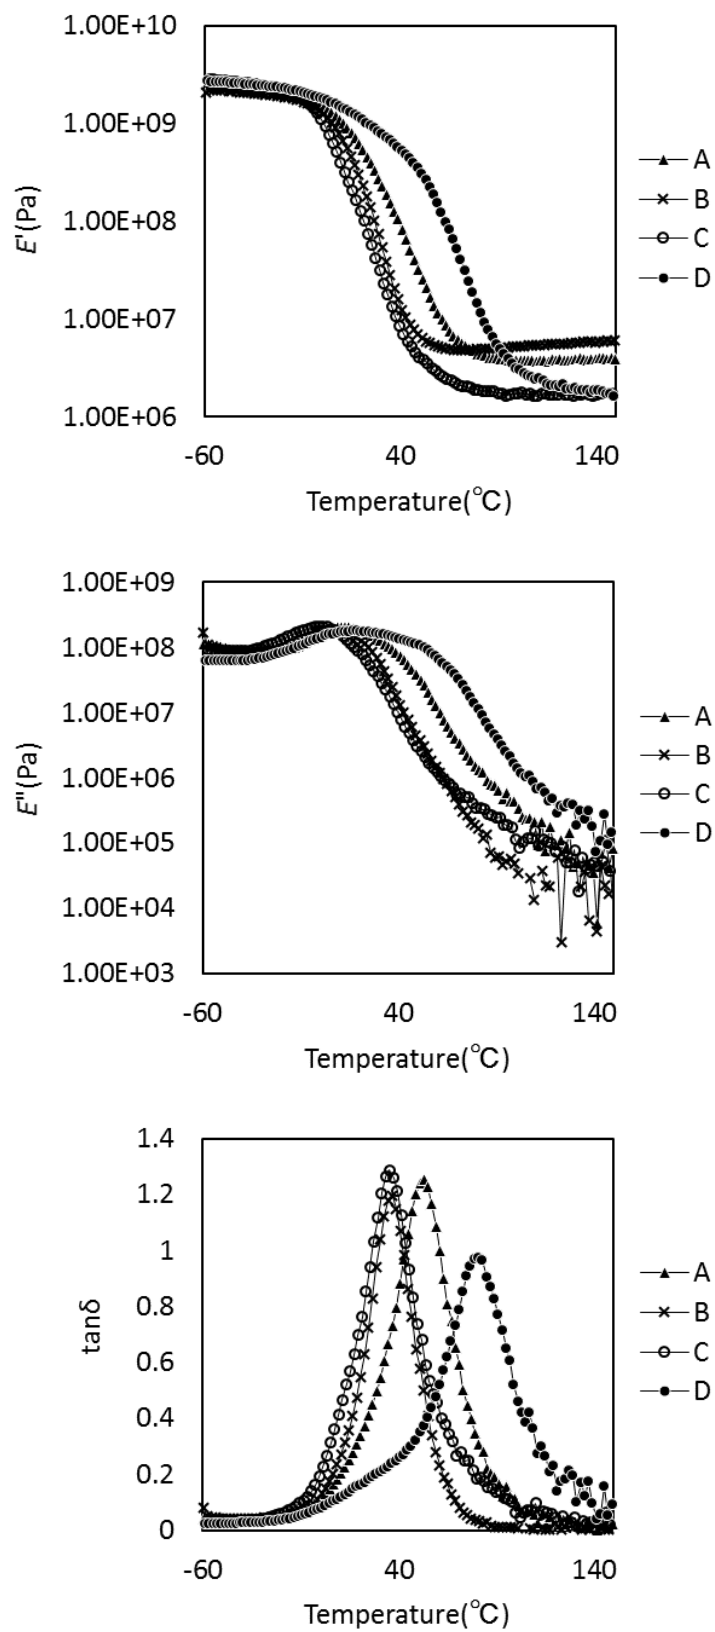 1.00E+10
1.00E+09
1.00E+08
1.00E+07
1.00E+06
E'(Pa)
-60
40
140
Temperature(℃)
A
B
C
D
1.00E+09
1.00E+08
1.00E+07
1.00E+06
1.00E+05
1.00E+04
1.00E+03
E"(Pa)
-60
40
140
Temperature(℃)
A
B
C
D
1.4
1.2
1
0.8
0.6
0.4
0.2
0
tanδ
-60
40
140
Temperature(℃)
A
B
C
D